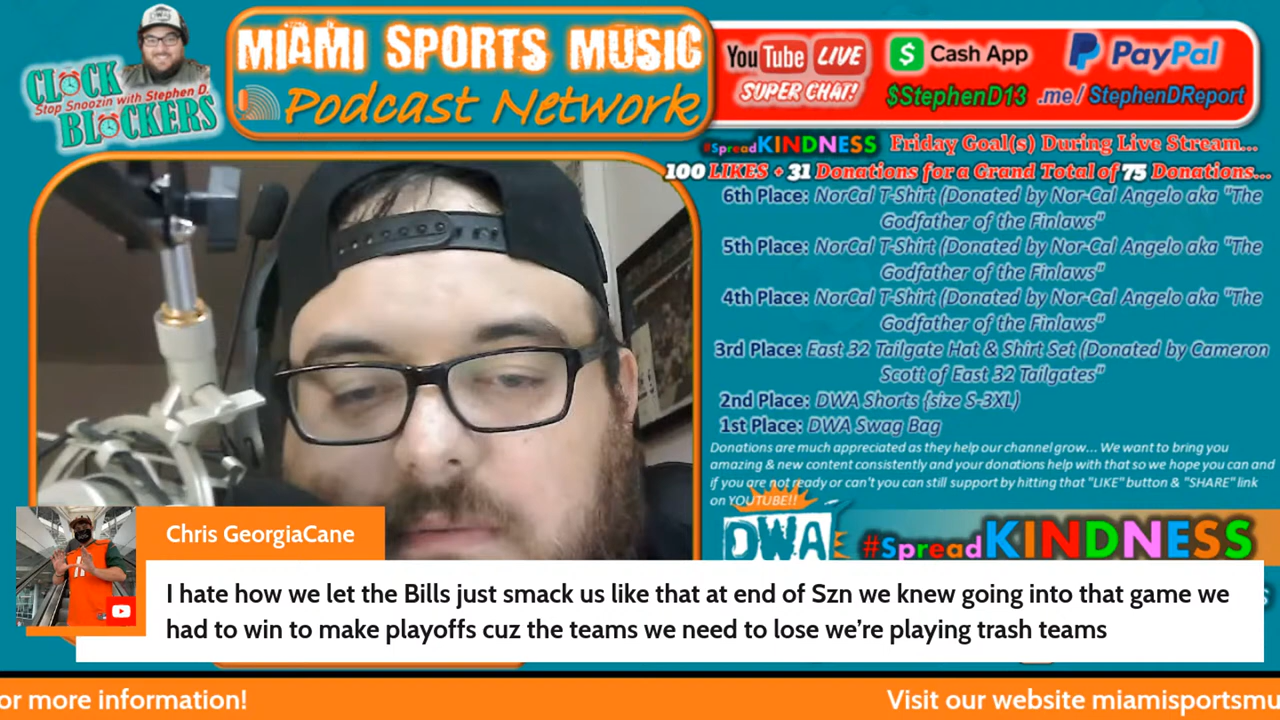 CLOCK
Stop Snoozin with Stephen D.
BLOCKERS
DWA
MiAMi SPORTS MUSiC
Podcast Network
YouTube LIVE
SUPER CHAT!
$ Cash App
$StephenD13
PayPal
.me/StephenDReport
#SpreadKINDNESS Friday Goal(s) During Live Stream...
100 LIKES + 31 Donations for a Grand Total of 75 Donations...
6th Place: NorCal T-Shirt (Donated by Nor-Cal Angelo aka "The
Godfather of the Finlaws"
5th Place: NorCal T-Shirt (Donated by Nor-Cal Angelo aka "The
Godfather of the Finlaws"
4th Place: NorCal T-Shirt (Donated by Nor-Cal Angelo aka "The
Godfather of the Finlaws"
3rd Place: East 32 Tailgate Hat & Shirt Set (Donated by Cameron
Scott of East 32 Tailgates"
2nd Place: DWA Shorts (size S-3XL)
1st Place: DWA Swag Bag
Donations are much appreciated as they help our channel grow... We want to bring you
amazing & new content consistently and your donations help with that so we hope you can and
if you are not ready or can't you can still support by hitting that "LIKE" button & "SHARE" link
on YOUTUBE!!
DWA
#SpreadKINDNESS
Chris GeorgiaCane
I hate how we let the Bills just smack us like that at end of Szn we knew going into that game we
had to win to make playoffs cuz the teams we need to lose we're playing trash teams
or more information!
Visit our website miamisportsmu